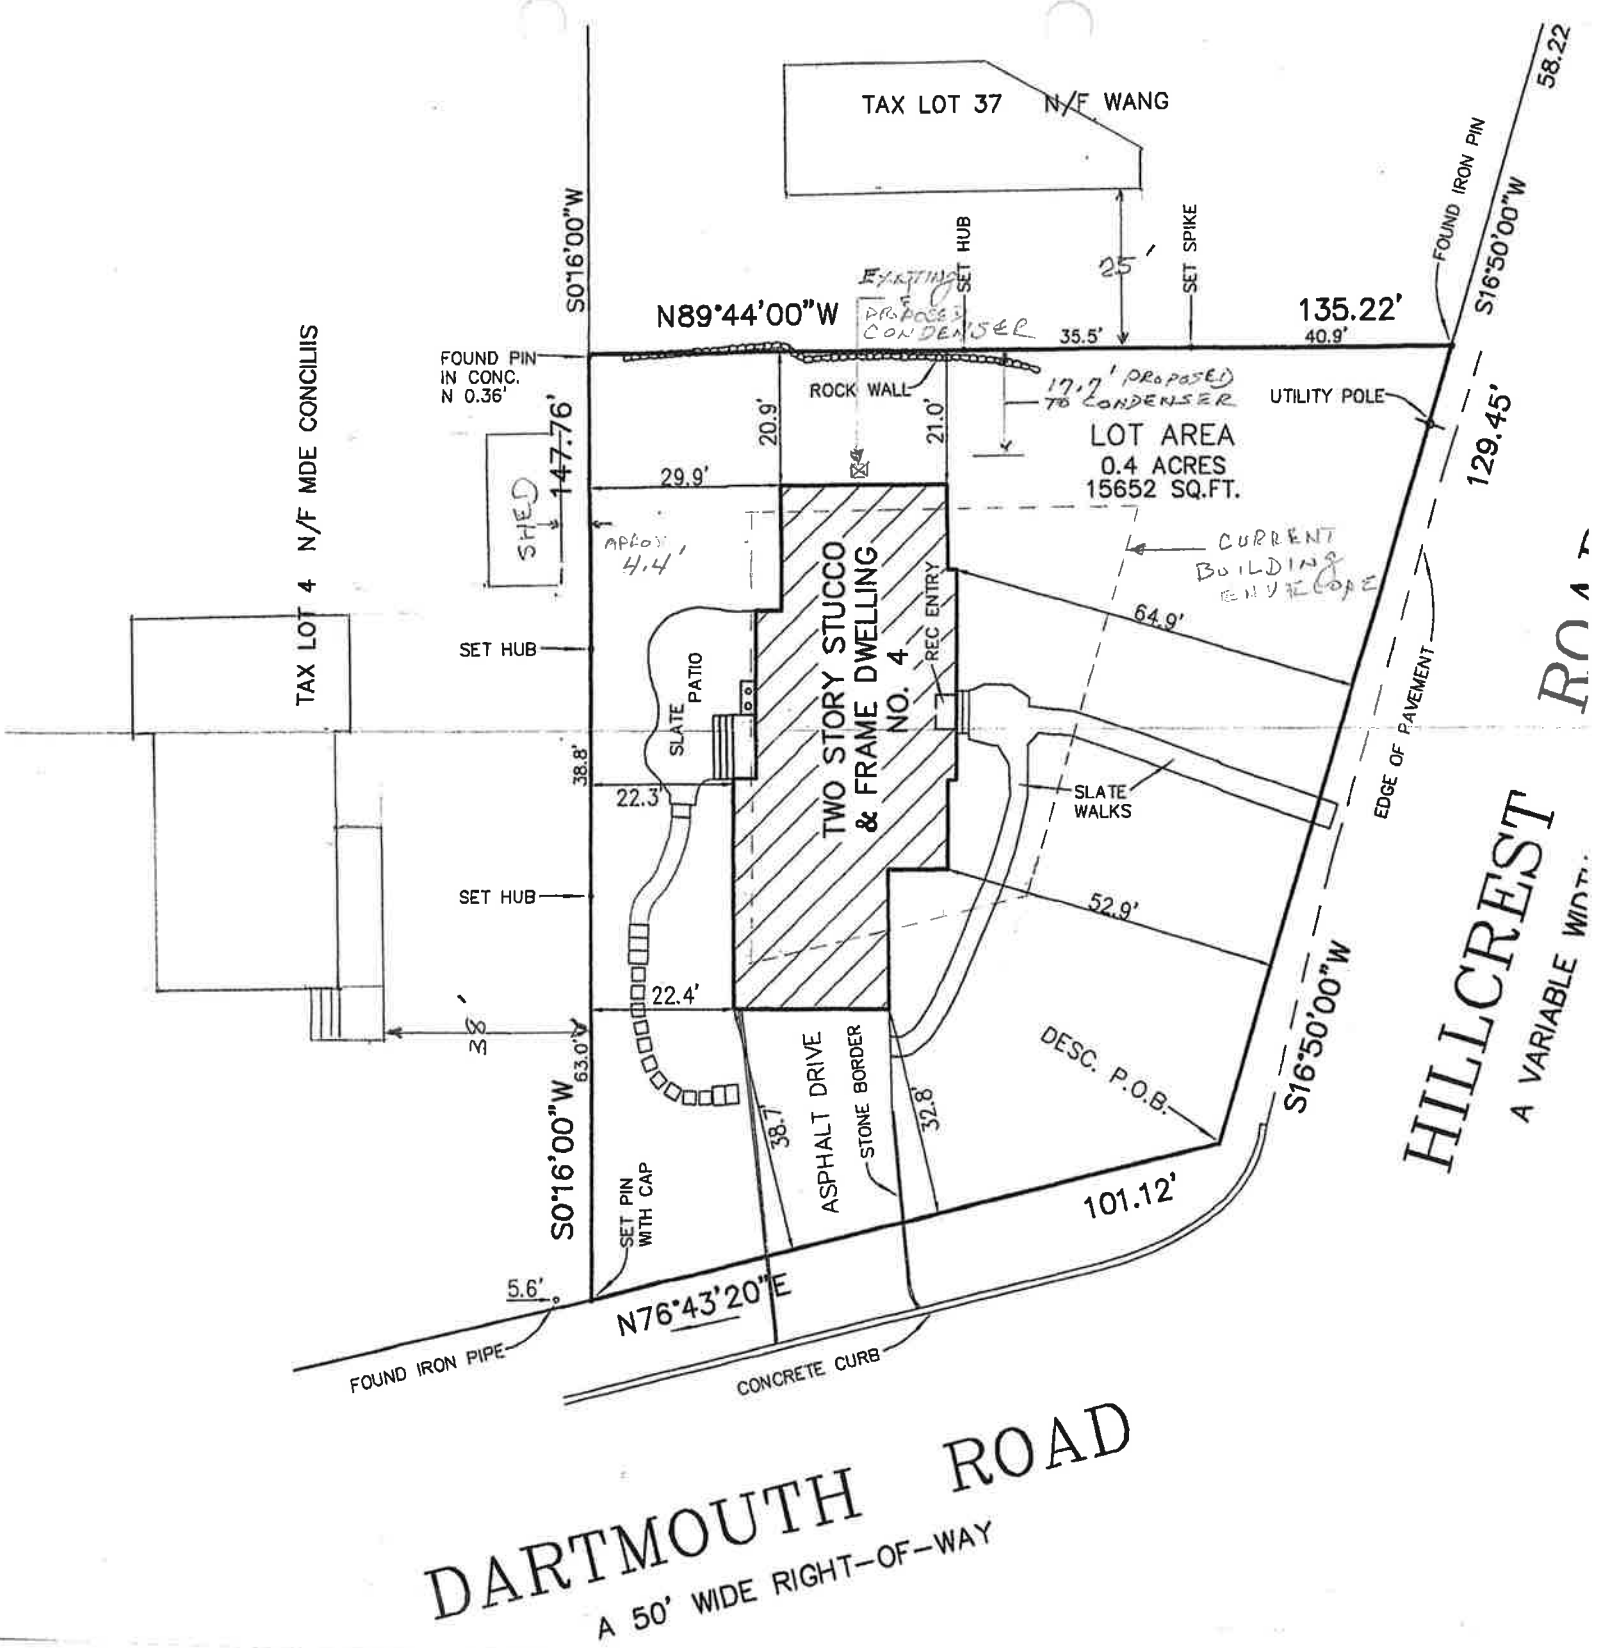 58.22
TAX LOT 37 N/F WANG
FOUND IRON PIN
S0°16'00"W
S16°50'00"W
SET HUB
25'
SET SPIKE
EXISTING
PROPOSED
CONDENSER
N89°44'00"W
135.22'
35.5'
40.9'
FOUND PIN
IN CONC.
N 0.36'
ROCK WALL
17.7' PROPOSED
TO CONDENSER
UTILITY POLE
TAX LOT 4 N/F MDE CONCILIIS
147.76'
20.9'
21.0'
LOT AREA
0.4 ACRES
15652 SQ.FT.
129.45'
29.9'
SHED
APROX
4.4'
CURRENT
BUILDING
ENVELOPE
TWO STORY STUCCO
& FRAME DWELLING
NO. 4
REC ENTRY
64.9'
SET HUB
SLATE
PATIO
EDGE OF PAVEMENT
38.8'
22.3'
SLATE
WALKS
SET HUB
52.9'
22.4'
38'
63.0'
S0°16'00"W
ASPHALT DRIVE
STONE BORDER
38.7'
32.8'
DESC. P.O.B.
S16°50'00"W
HILLCREST ROAD
A VARIABLE WIDTH
SET PIN
WITH CAP
101.12'
5.6'
N76°43'20"E
FOUND IRON PIPE
CONCRETE CURB
DARTMOUTH ROAD
A 50' WIDE RIGHT-OF-WAY